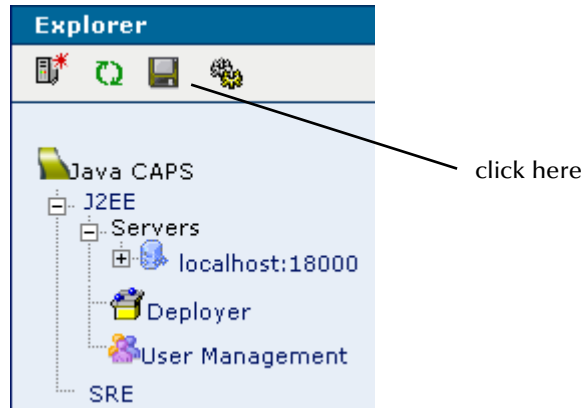 Explorer
click here
Java CAPS
J2EE
Servers
localhost:18000
Deployer
User Management
SRE